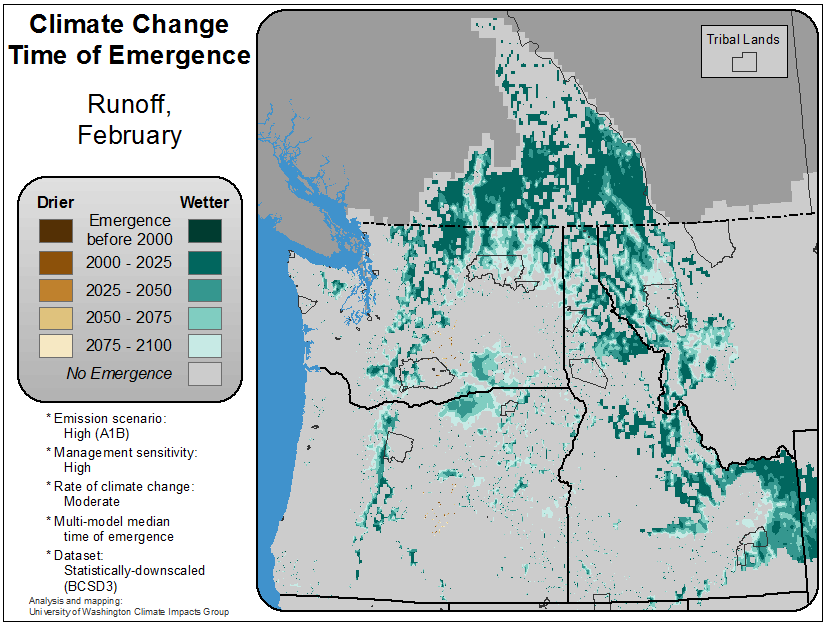 Climate Change
Time of Emergence
Runoff,
February
Drier
Wetter
Emergence
before 2000
2000 - 2025
2025 - 2050
2050 - 2075
2075 - 2100
No Emergence
* Emission scenario:
High (A1B)
* Management sensitivity:
High
* Rate of climate change:
Moderate
* Multi-model median
time of emergence
* Dataset:
Statistically-downscaled
(BCSD3)
Analysis and mapping:
University of Washington Climate Impacts Group
Tribal Lands